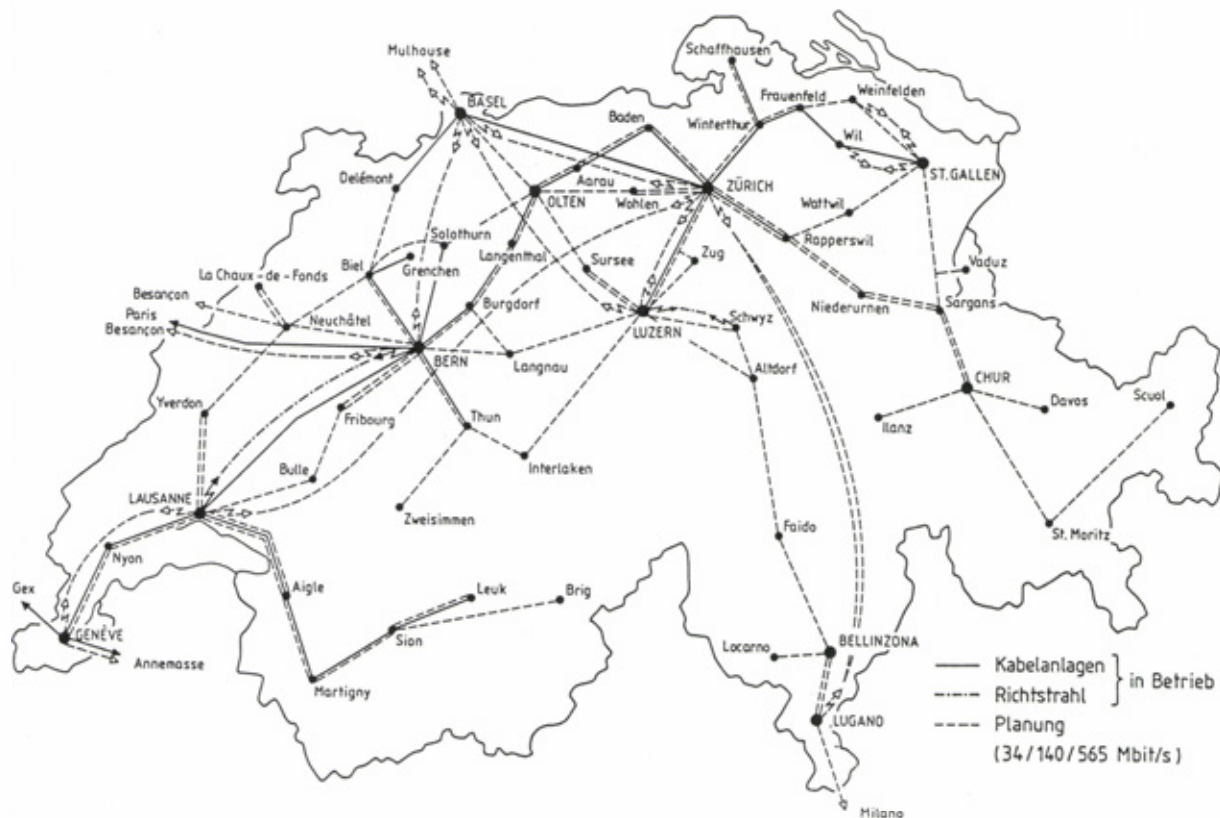 Schaffhausen
Mulhouse
Frauenfeld
Weinfelden
BASEL
Baden
Winterthur
Wil
Delémont
Aarau
ZÜRICH
ST.GALLEN
OLTEN
Wohlen
Wattwil
Solothurn
Rapperswil
Langenthal
Sursee
Zug
Biel
Grenchen
Vaduz
La Chaux-de-Fonds
Besançon
Burgdorf
Niederurnen
Sargans
Paris
Neuchâtel
LUZERN
Schwyz
Besançon
BERN
Langnau
Altdorf
CHUR
Yverdon
Fribourg
Thun
Davos
Scuol
Ilanz
Bulle
Interlaken
LAUSANNE
Zweisimmen
St. Moritz
Faido
Nyon
Gex
Aigle
Leuk
Brig
GENÈVE
Sion
BELLINZONA
Locarno
Annemasse
Martigny
LUGANO
Milano
Kabelanlagen
Richtstrahl
in Betrieb
Planung
(34/140/565 Mbit/s)